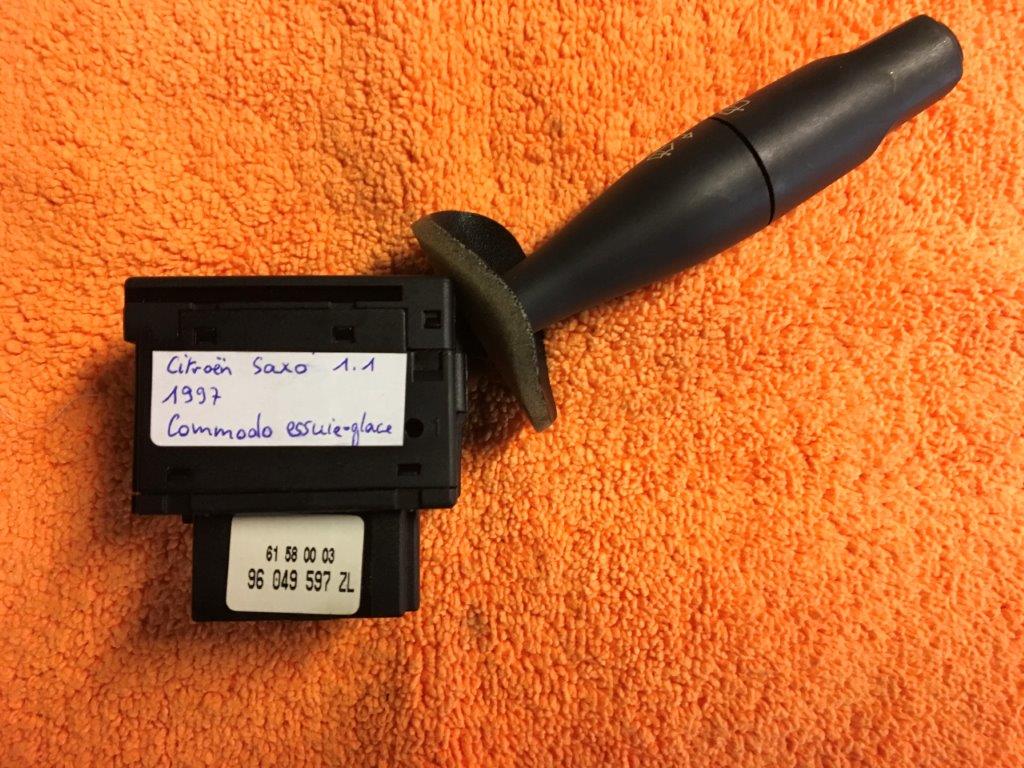 Citroën Saxo 1.1
1997
Commodo essuie-glace
61 58 00 03
96 049 597 ZL